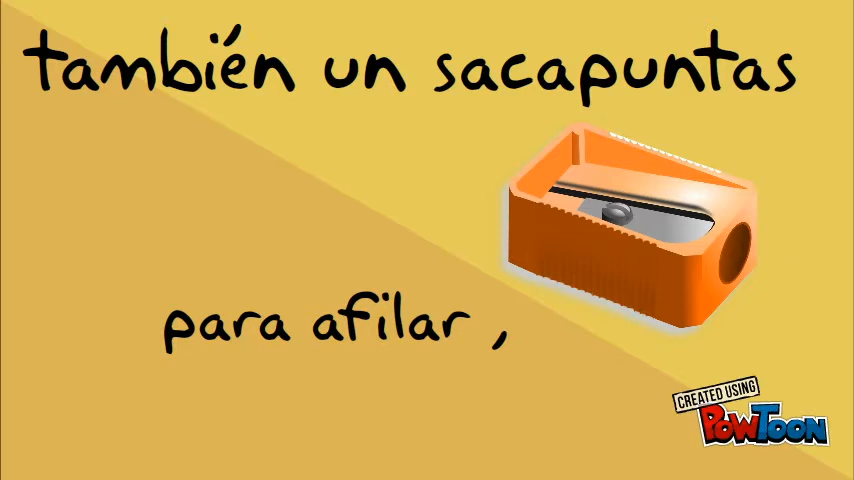 también un sacapuntas
para afilar ,
CREATED USING
POWTOON